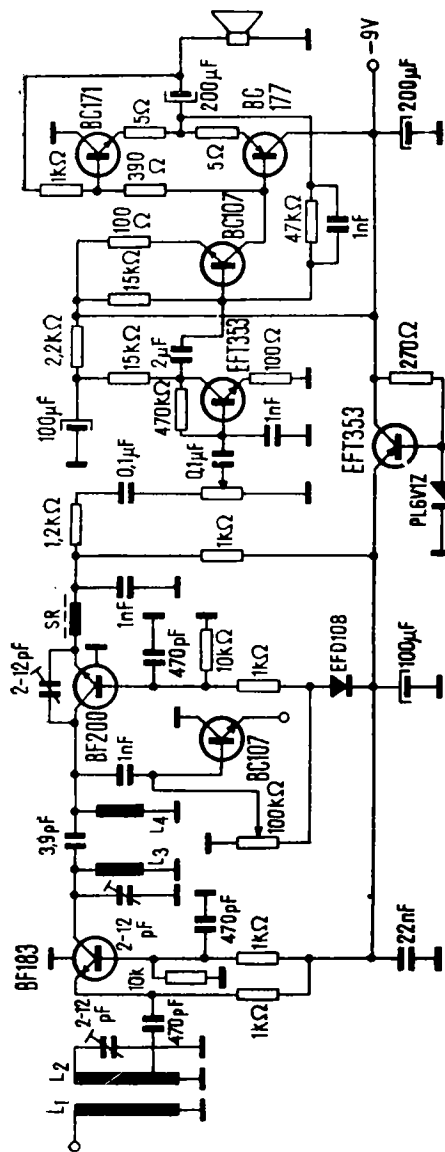 L1
L2
2-12
pF
470pF
BF183
10k
1kΩ
1kΩ
470pF
2-12
pF
L3
3,9pF
L4
22nF
2-12pF
BF200
1nF
BC107
100kΩ
470pF
10kΩ
1kΩ
EFD108
100µF
SR
1nF
1,2kΩ
0,1µF
1kΩ
100µF
2,2kΩ
15kΩ
470kΩ
0,1µF
2µF
EFT353
100Ω
1nF
EFT353
PL6V1Z
270Ω
15kΩ
100
Ω
BC107
47kΩ
1nF
1kΩ
390
Ω
BC171
5Ω
5Ω
BC
177
200µF
-9V
200µF